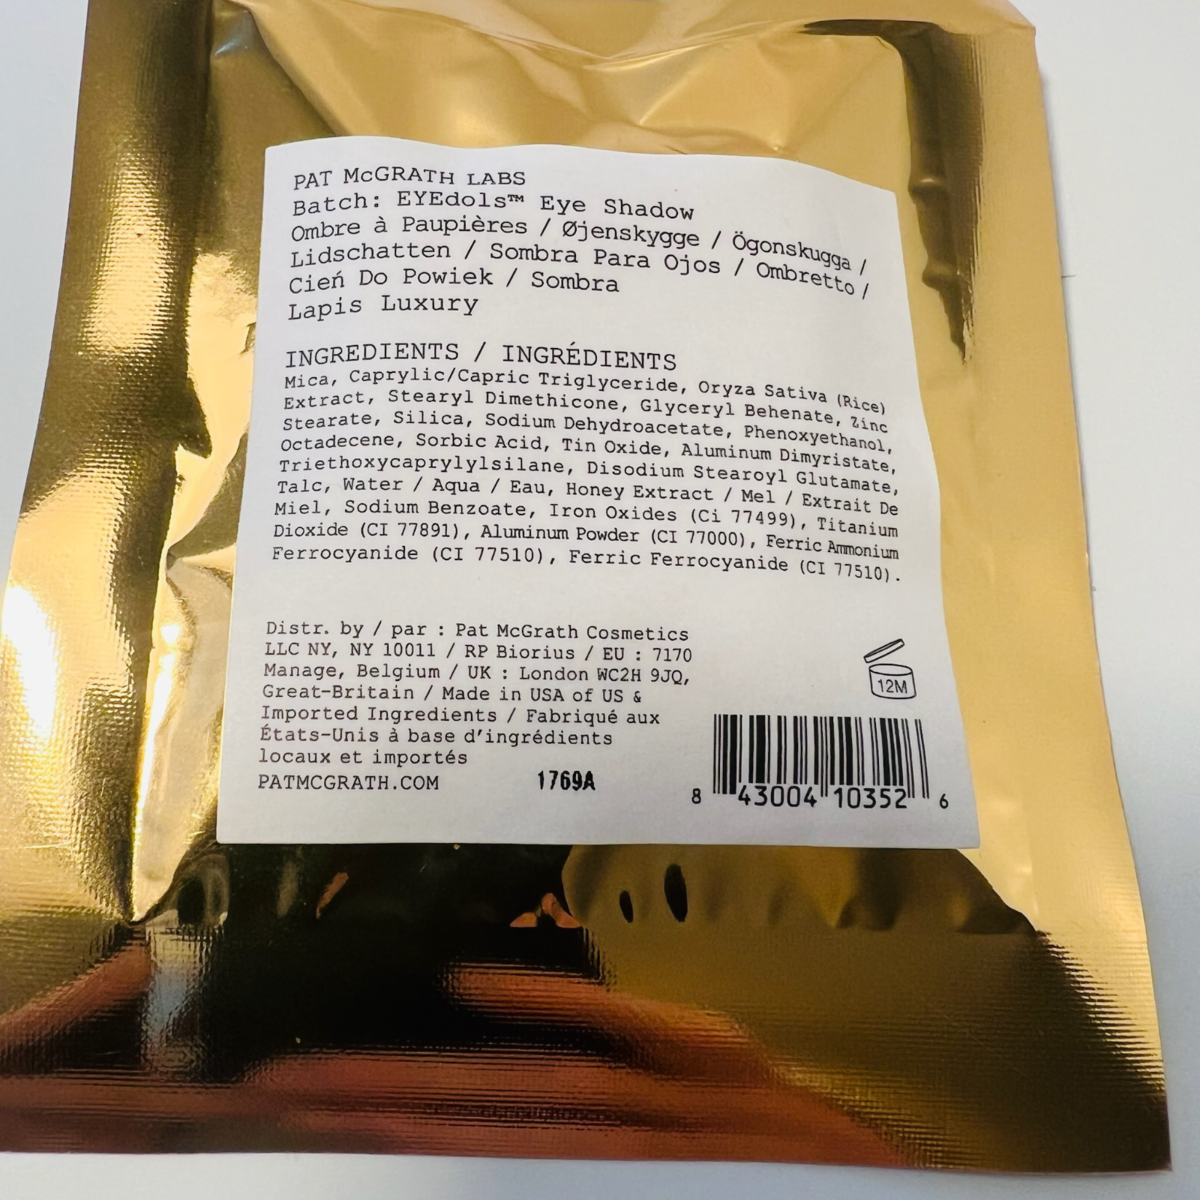 PAT McGRATH LABS
Batch: EYEdols™ Eye Shadow
Ombre à Paupières / Øjenskygge / Ögonskugga /
Lidschatten / Sombra Para Ojos / Ombretto /
Cień Do Powiek / Sombra
Lapis Luxury
INGREDIENTS / INGRÉDIENTS
Mica, Caprylic/Capric Triglyceride, Oryza Sativa (Rice)
Extract, Stearyl Dimethicone, Glyceryl Behenate, Zinc
Stearate, Silica, Sodium Dehydroacetate, Phenoxyethanol,
Octadecene, Sorbic Acid, Tin Oxide, Aluminum Dimyristate,
Triethoxycaprylylsilane, Disodium Stearoyl Glutamate,
Talc, Water / Aqua / Eau, Honey Extract / Mel / Extrait De
Miel, Sodium Benzoate, Iron Oxides (Ci 77499), Titanium
Dioxide (CI 77891), Aluminum Powder (CI 77000), Ferric Ammonium
Ferrocyanide (CI 77510), Ferric Ferrocyanide (CI 77510).
Distr. by / par : Pat McGrath Cosmetics
LLC NY, NY 10011 / RP Biorius / EU : 7170
Manage, Belgium / UK : London WC2H 9JQ,
Great-Britain / Made in USA of US &
Imported Ingredients / Fabriqué aux
États-Unis à base d'ingrédients
locaux et importés
PATMCGRATH.COM
1769A
12M
8 43004 10352 6